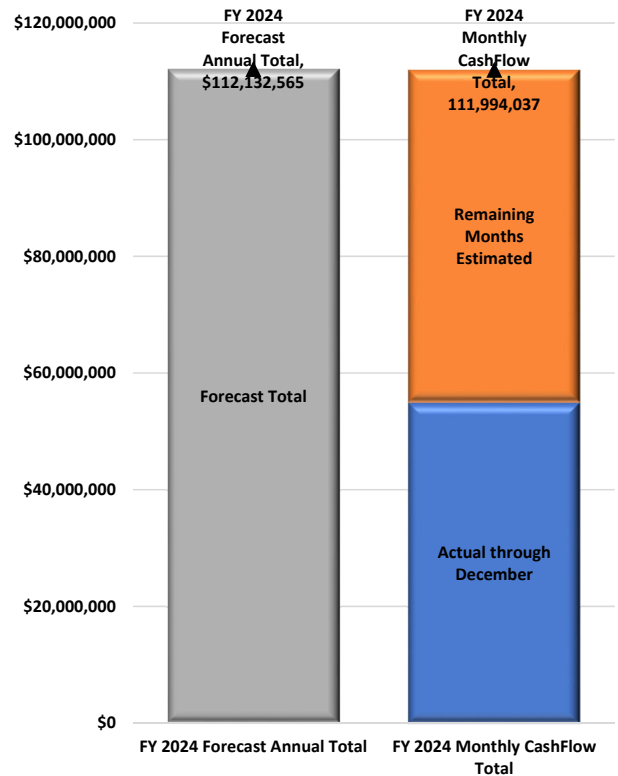 $120,000,000
$100,000,000
$80,000,000
$60,000,000
$40,000,000
$20,000,000
$0
FY 2024
Forecast
Annual Total,
$112,132,565
FY 2024
Monthly
CashFlow
Total,
111,994,037
Forecast Total
Remaining
Months
Estimated
Actual through
December
FY 2024 Forecast Annual Total
FY 2024 Monthly CashFlow
Total